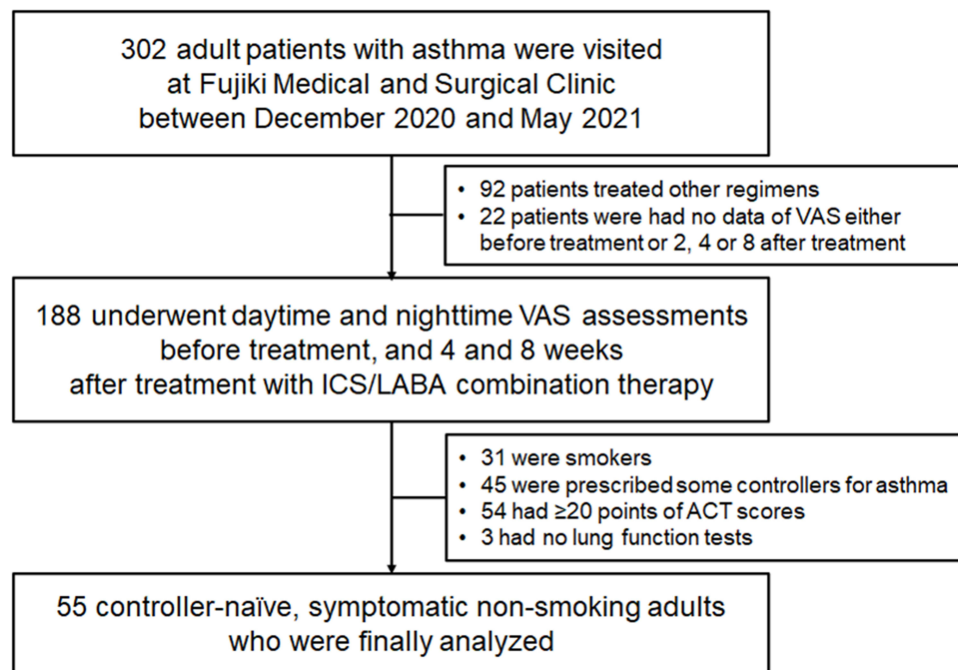 302 adult patients with asthma were visited
at Fujiki Medical and Surgical Clinic
between December 2020 and May 2021
• 92 patients treated other regimens
• 22 patients were had no data of VAS either
before treatment or 2, 4 or 8 after treatment
188 underwent daytime and nighttime VAS assessments
before treatment, and 4 and 8 weeks
after treatment with ICS/LABA combination therapy
• 31 were smokers
• 45 were prescribed some controllers for asthma
• 54 had ≥20 points of ACT scores
• 3 had no lung function tests
55 controller-naïve, symptomatic non-smoking adults
who were finally analyzed